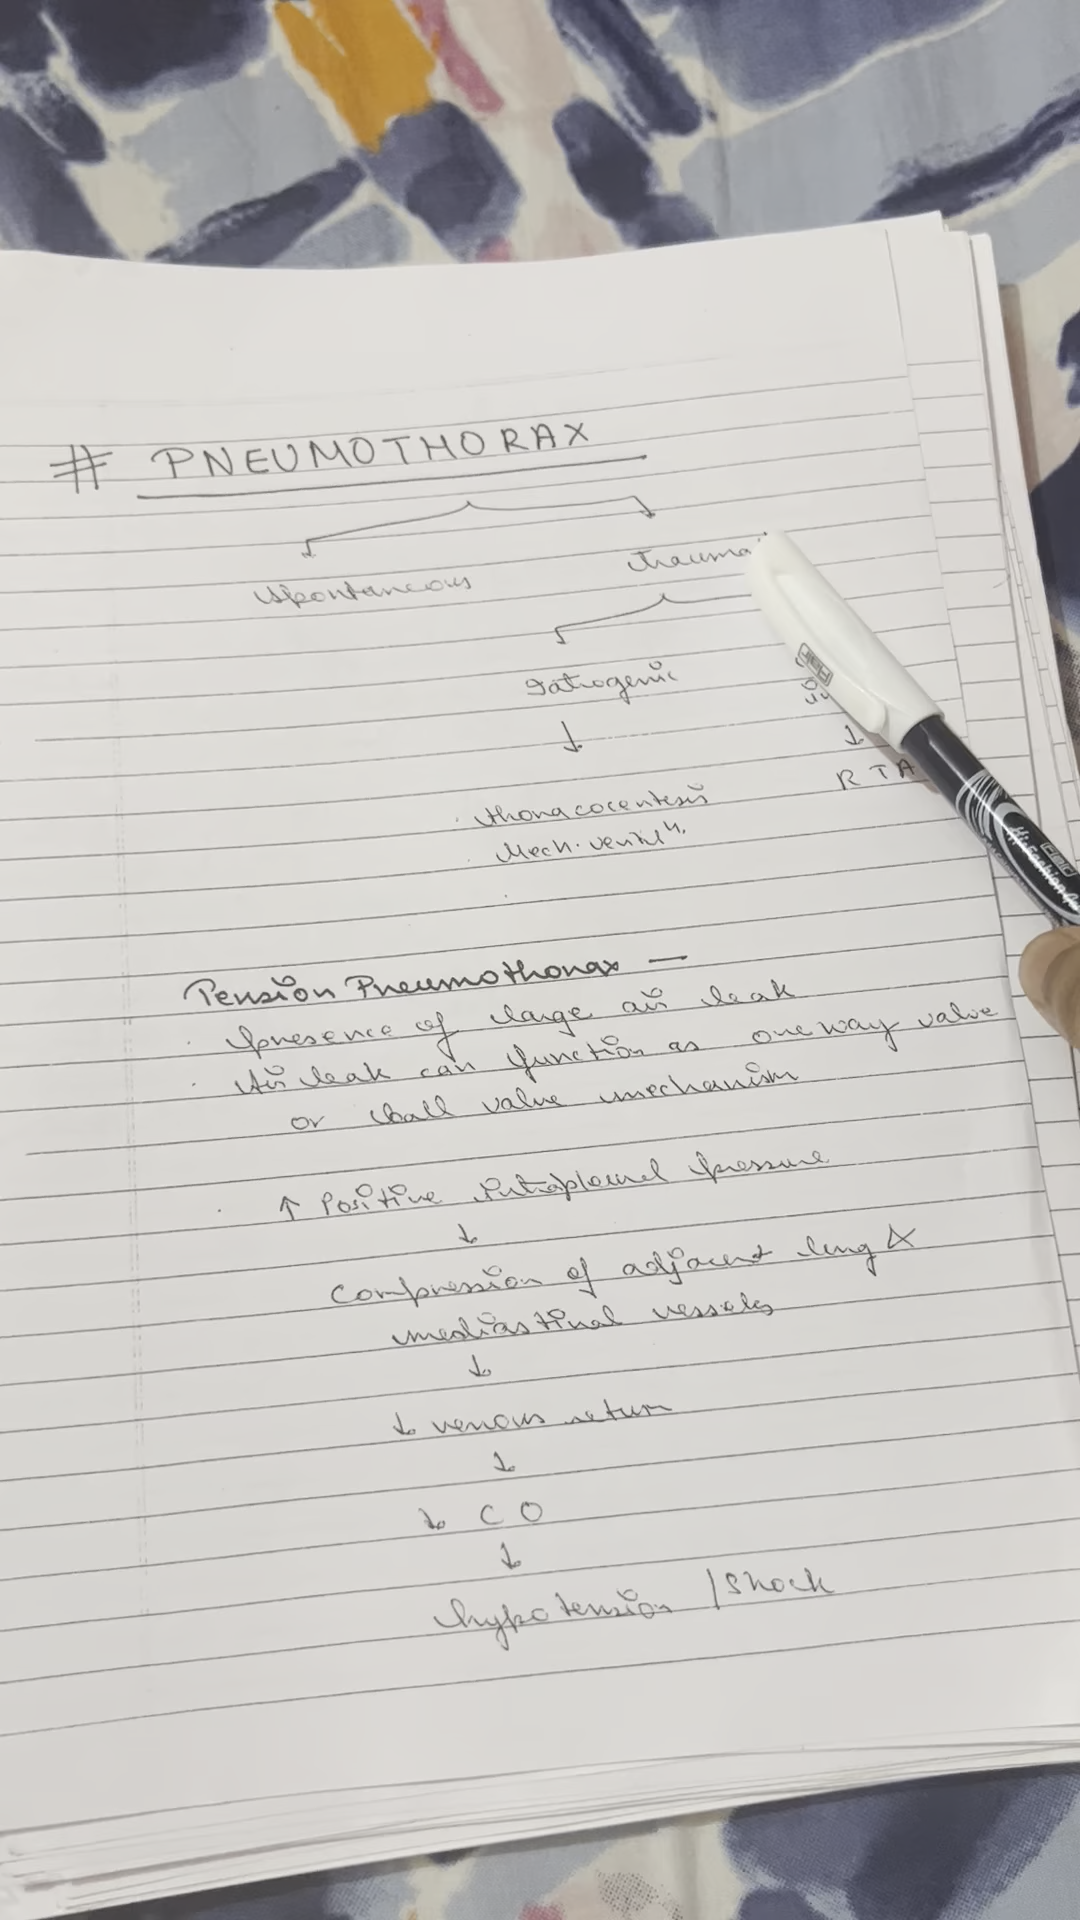 # PNEUMOTHORAX
Spontaneous
trauma
Iatrogenic
↓
↓
RTA
thoracocentesis
Mech. ventilⁿ.
Tension Pneumothorax —
· presence of large air leak
· Air leak can function as one way valve
or ball valve mechanism
· ↑ Positive intrapleural pressure
↓
compression of adjacent lung &
mediastinal vessels
↓
↓ venous return
↓
↓ CO
↓
hypotension / Shock